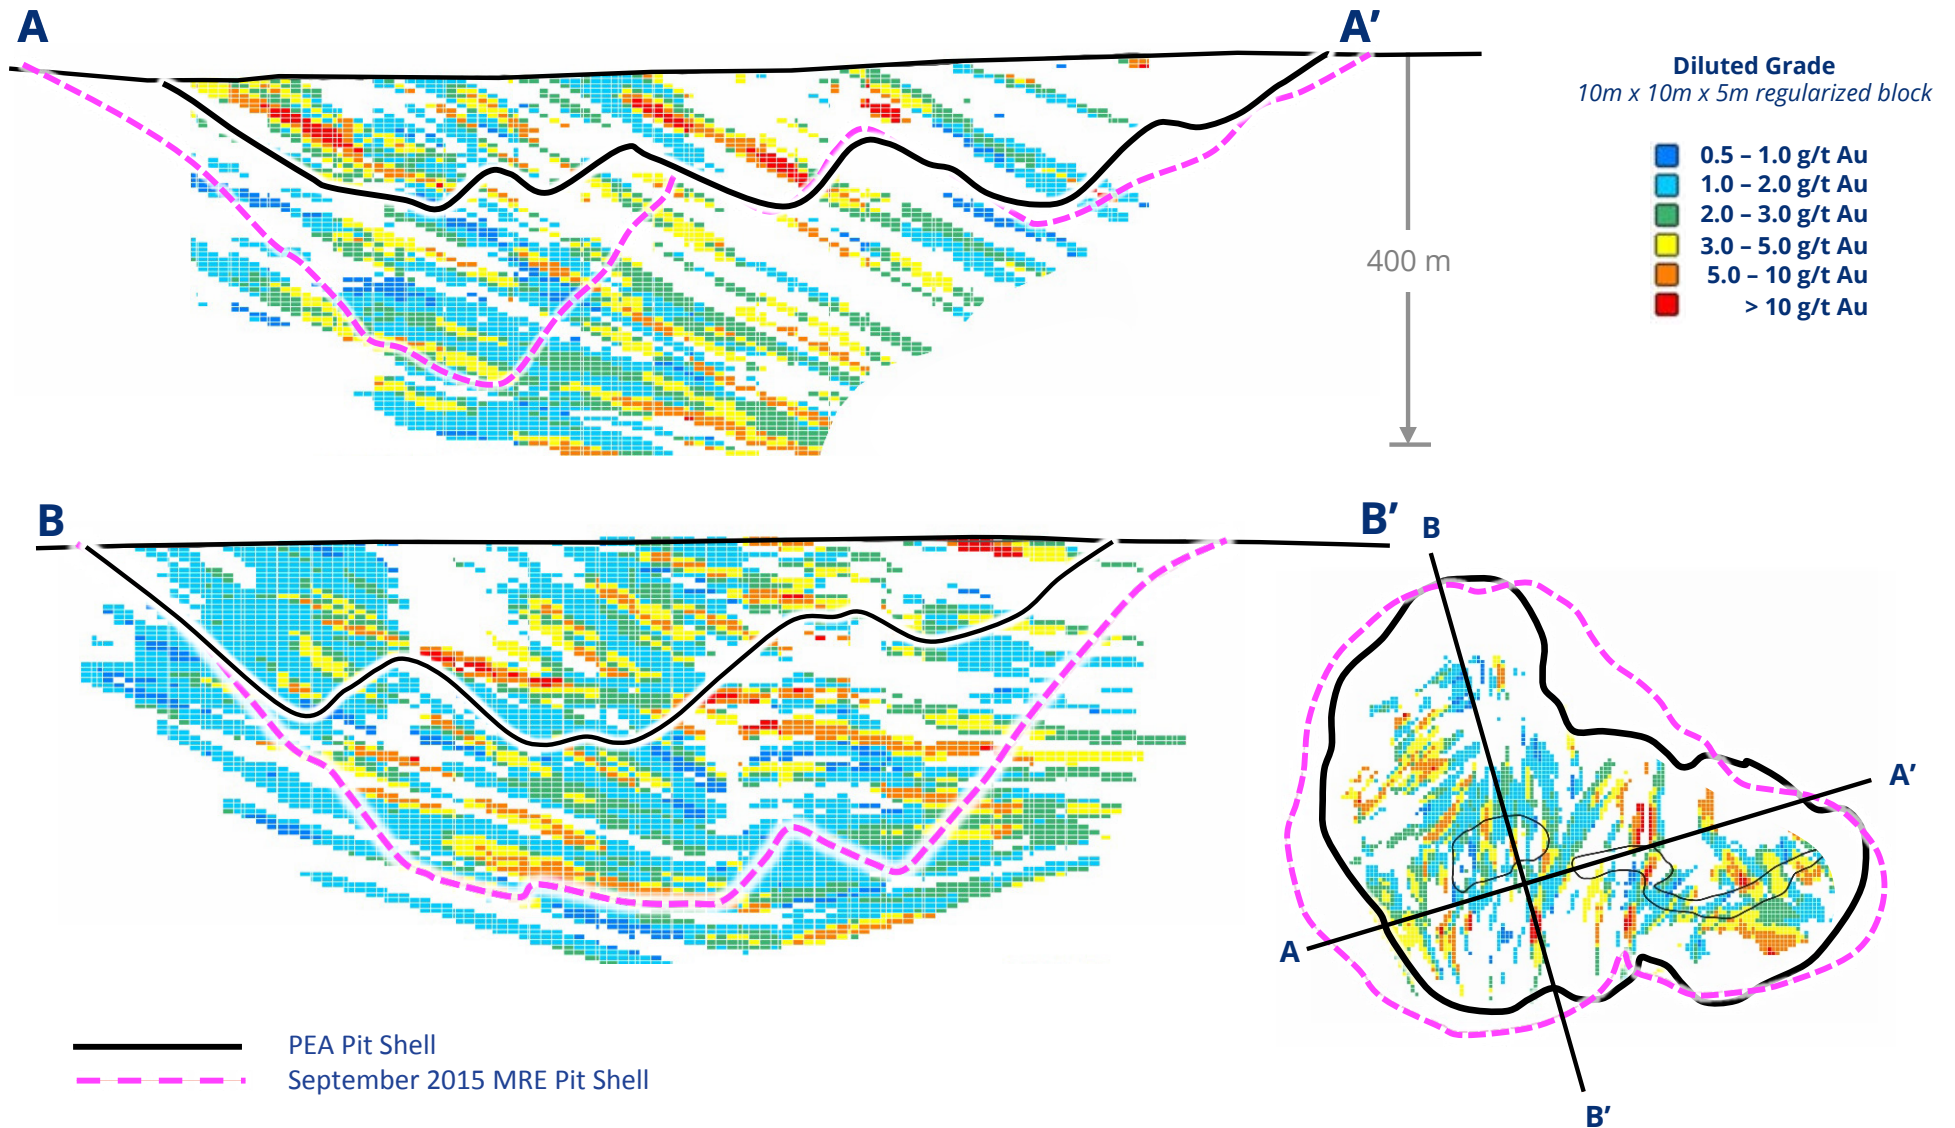 A
A’
Diluted Grade
10m x 10m x 5m regularized block
0.5 – 1.0 g/t Au
1.0 – 2.0 g/t Au
2.0 – 3.0 g/t Au
3.0 – 5.0 g/t Au
5.0 – 10 g/t Au
> 10 g/t Au
400 m
B
B’
B
A’
A
B’
PEA Pit Shell
September 2015 MRE Pit Shell